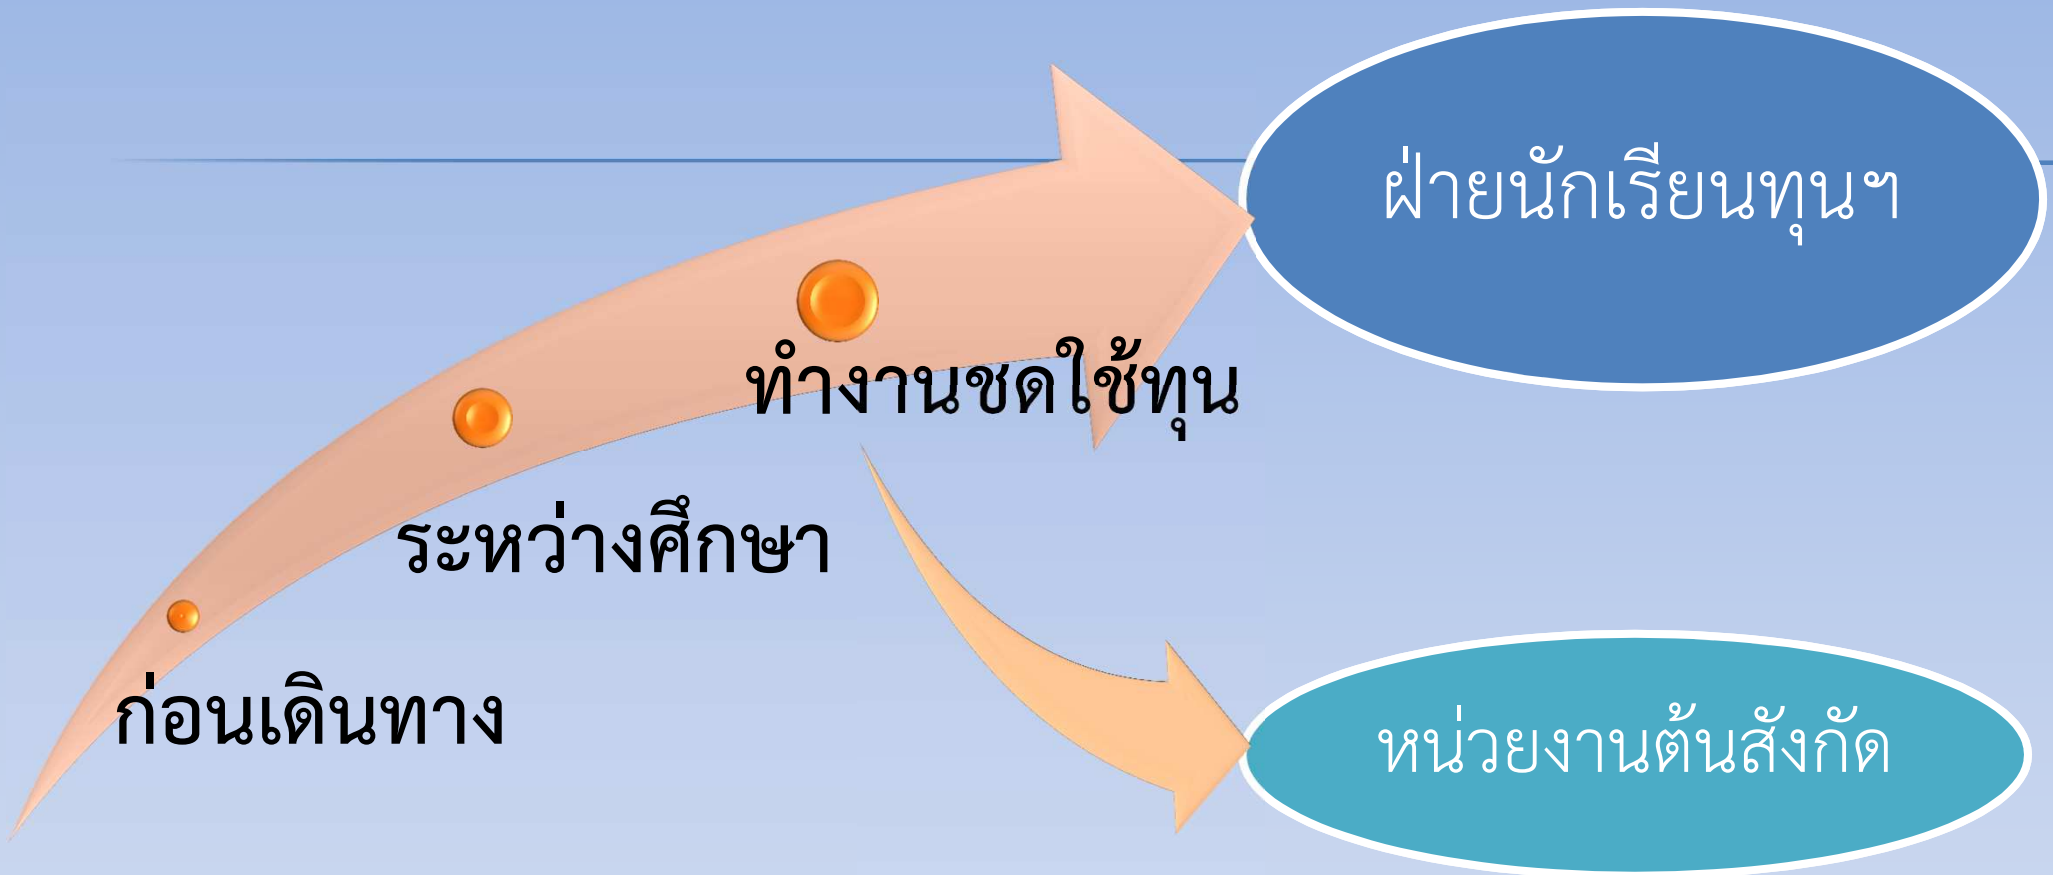 ฝ่ายนักเรียนทุนฯ
ทำงานชดใช้ทุน
ระหว่างศึกษา
ก่อนเดินทาง
หน่วยงานต้นสังกัด